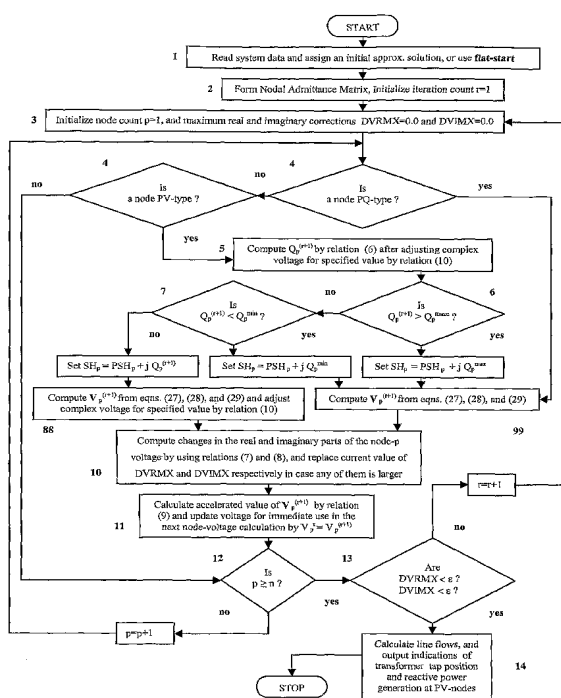 START
1
Read system data and assign an initial approx. solution, or use flat-start
2
Form Nodal Admittance Matrix, Initialize iteration count r=1
3
Initialize node count p=1, and maximum real and imaginary corrections DVRMX=0.0 and DVIMX=0.0
4
no
4
no
Is
a node PV-type ?
Is
a node PQ-type ?
yes
yes
5
Compute Qp(r+1) by relation (6) after adjusting complex
voltage for specified value by relation (10)
7
6
Is
Qp(r+1) < Qpmin ?
no
Is
Qp(r+1) > Qpmax ?
no
yes
yes
Set SHp = PSHp + j Qp(r+1)
Set SHp = PSHp + j Qpmin
Set SHp = PSHp + j Qpmax
Compute Vp(r+1) from eqns. (27), (28), and (29) and adjust
complex voltage for specified value by relation (10)
Compute Vp(r+1) from eqns. (27), (28), and (29)
88
99
10
Compute changes in the real and imaginary parts of the node-p
voltage by using relations (7) and (8), and replace current value of
DVRMX and DVIMX respectively in case any of them is larger
r=r+1
11
Calculate accelerated value of Vp(r+1) by relation
(9) and update voltage for immediate use in the
next node-voltage calculation by Vpr = Vp(r+1)
no
12
13
Is
p ≥ n ?
Are
DVRMX < ε ?
DVIMX < ε ?
no
yes
yes
p=p+1
Calculate line flows, and
output indications of
transformer tap position
and reactive power
generation at PV-nodes
14
STOP